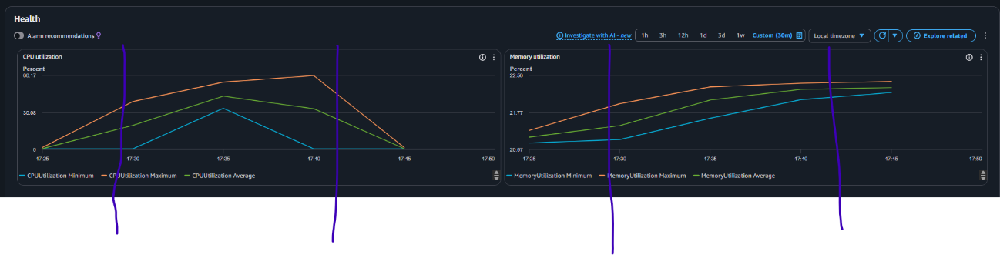 Health
Alarm recommendations
Investigate with AI - new
1h 3h 12h 1d 3d 1w Custom (30m)
Local timezone
Explore related
CPU utilization
Percent
60.17
30.08
0
17:25 17:30 17:35 17:40 17:45 17:50
CPUUtilization Minimum CPUUtilization Maximum CPUUtilization Average
Memory utilization
Percent
22.56
21.77
20.97
17:25 17:30 17:35 17:40 17:45 17:50
MemoryUtilization Minimum MemoryUtilization Maximum MemoryUtilization Average